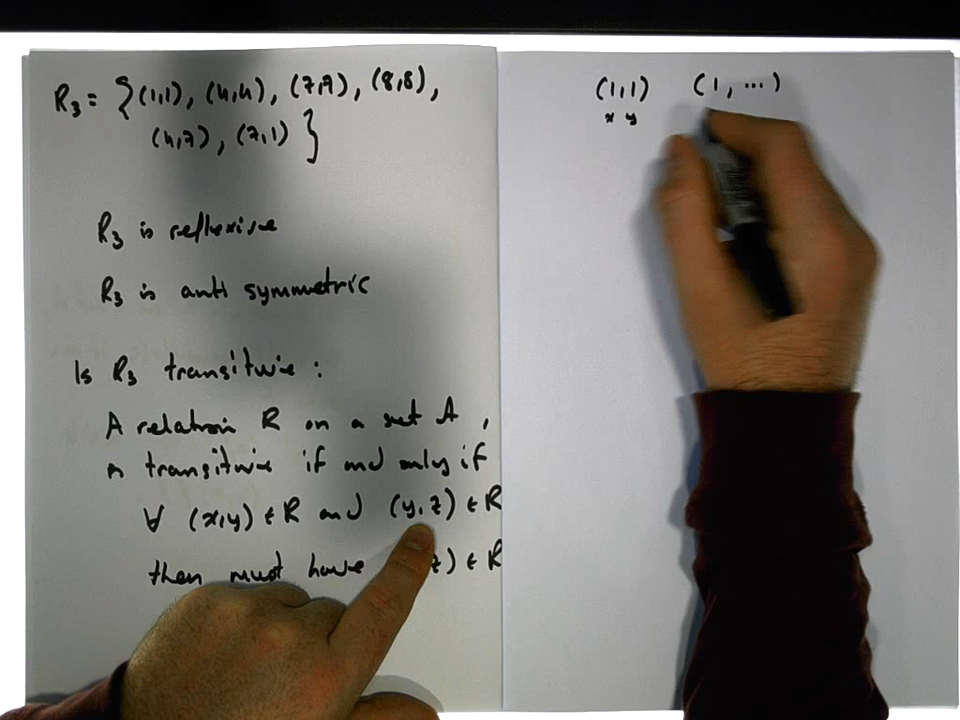 R₃ = {(1,1), (4,4), (7,7), (8,8),
(4,7), (7,1)}
R₃ is reflexive
R₃ is anti symmetric
Is R₃ transitive :
A relation R on a set A ,
is transitive if and only if
∀ (x,y) ∈ R and (y,z) ∈ R
then must have z) ∈ R
(1,1) (1, ...)
x y